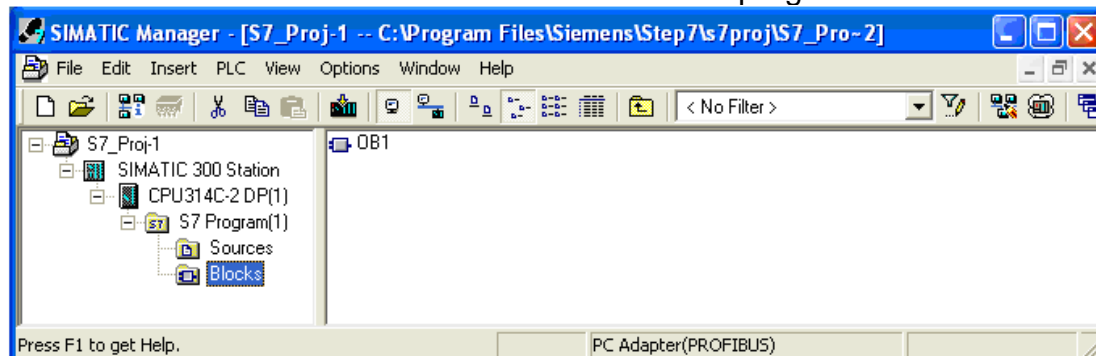 progr
SIMATIC Manager - [S7_Proj-1 -- C:\Program Files\Siemens\Step7\s7proj\S7_Pro~2]
File Edit Insert PLC View Options Window Help
< No Filter >
S7_Proj-1
SIMATIC 300 Station
CPU314C-2 DP(1)
S7 Program(1)
Sources
Blocks
OB1
Press F1 to get Help.
PC Adapter(PROFIBUS)